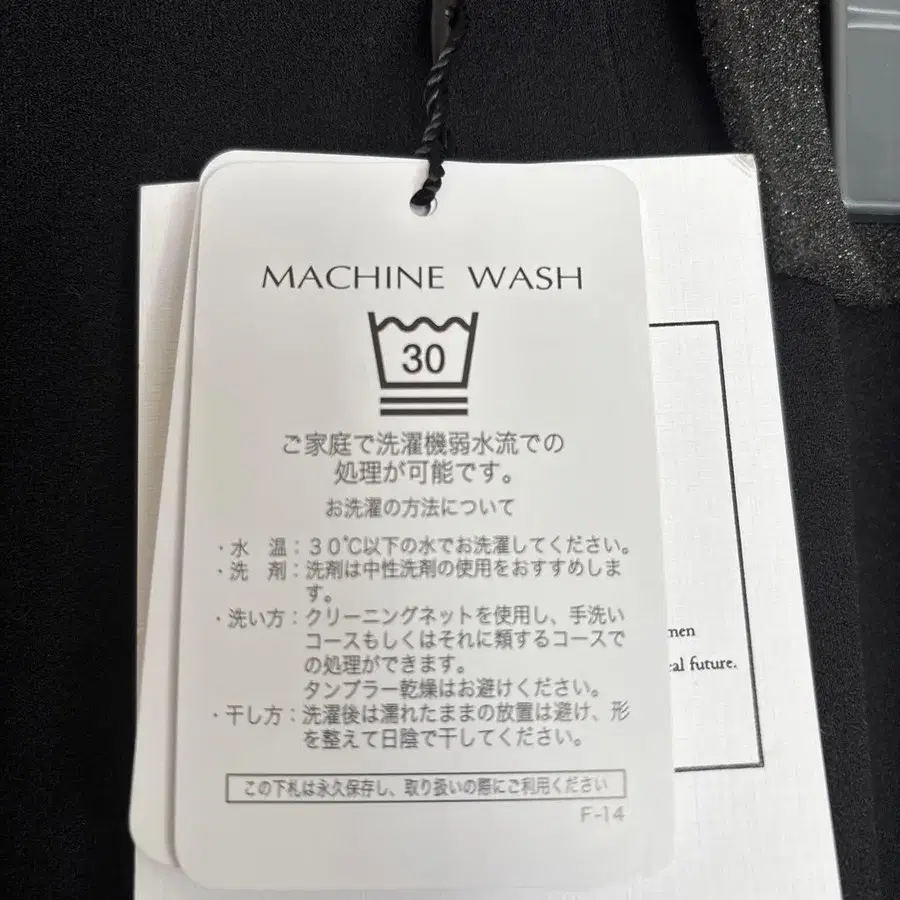 MACHINE WASH
30
ご家庭で洗濯機弱水流での
処理が可能です。
お洗濯の方法について
・水　温：３０℃以下の水でお洗濯してください。
・洗　剤：洗剤は中性洗剤の使用をおすすめしま
す。
・洗い方：クリーニングネットを使用し、手洗い
コースもしくはそれに類するコースで
の処理ができます。
タンブラー乾燥はお避けください。
・干し方：洗濯後は濡れたままの放置は避け、形
を整えて日陰で干してください。
この下札は永久保存し、取り扱いの際にご利用ください
F-14
men
al future.